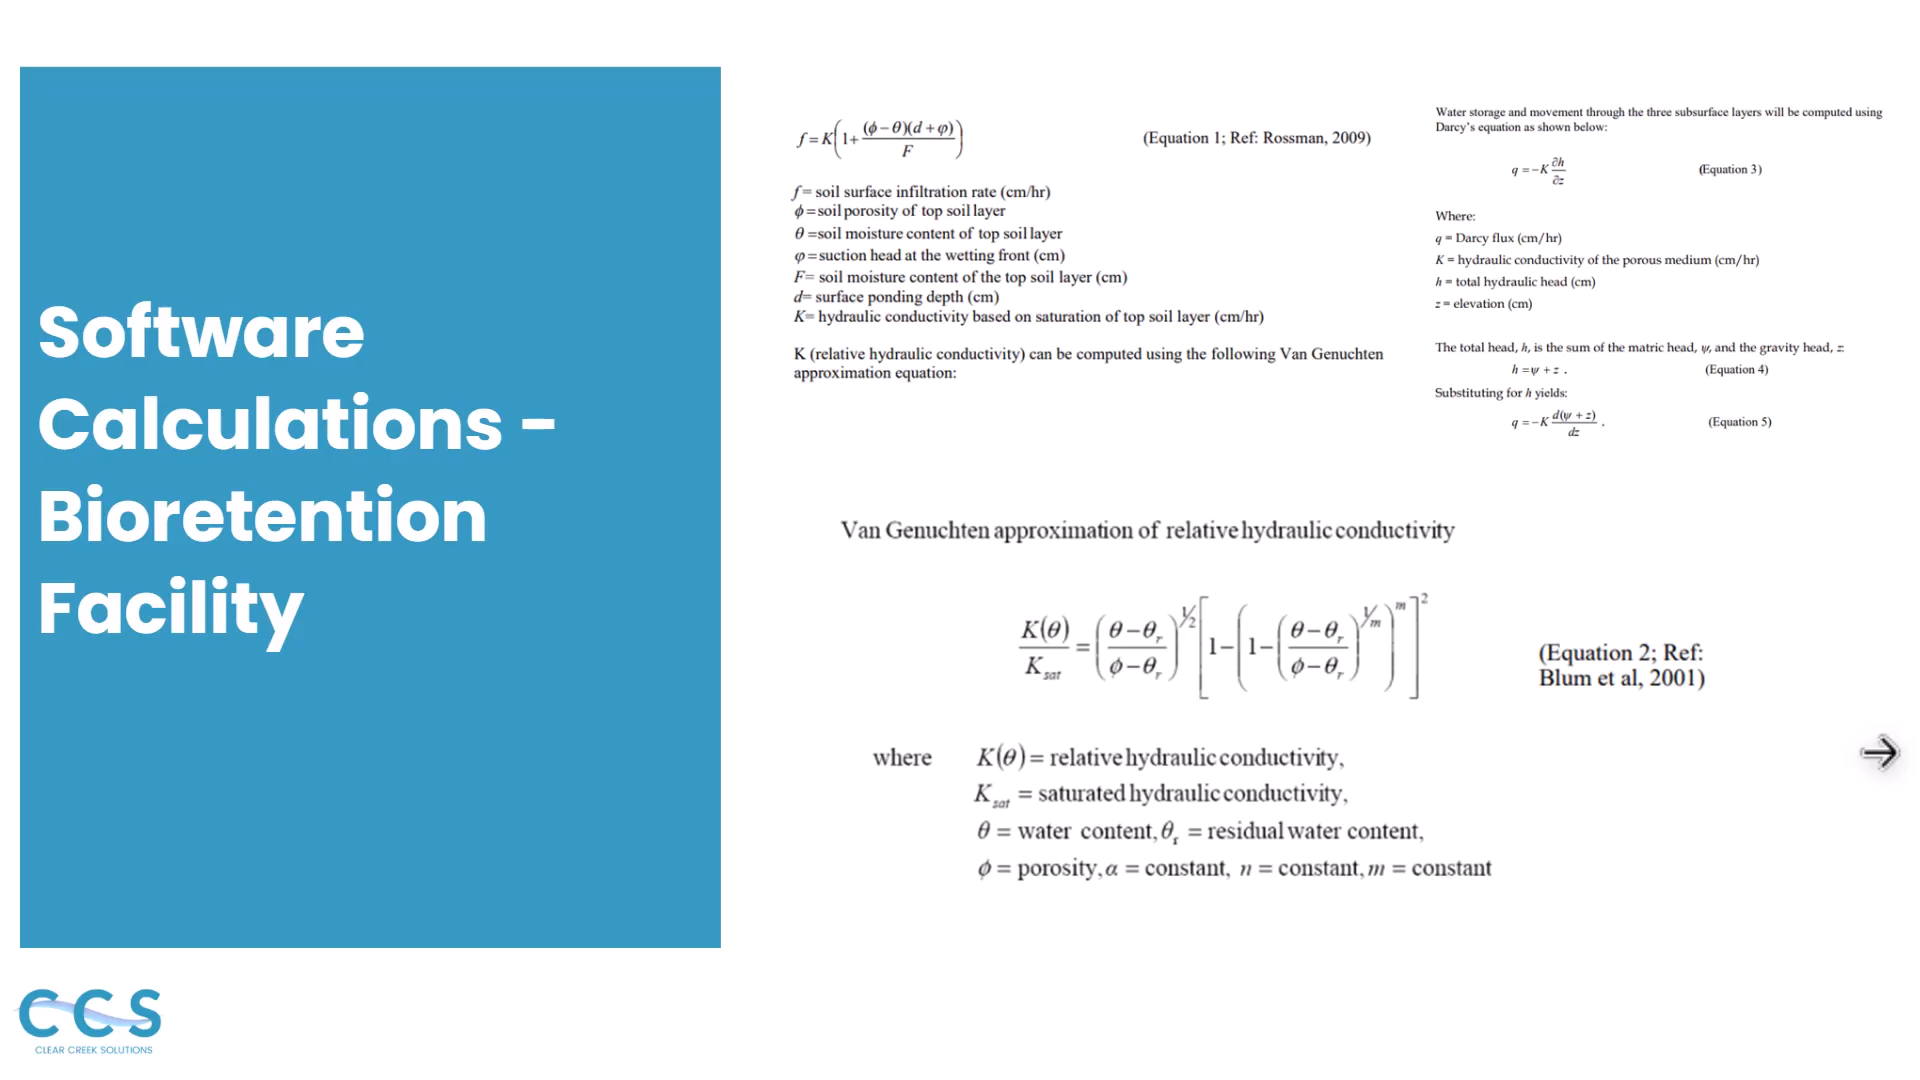 Software
Calculations -
Bioretention
Facility
f = K(1+ (ϕ−θ)(d+φ) / F) (Equation 1; Ref: Rossman, 2009)
f= soil surface infiltration rate (cm/hr)
ϕ =soil porosity of top soil layer
θ =soil moisture content of top soil layer
φ =suction head at the wetting front (cm)
F= soil moisture content of the top soil layer (cm)
d= surface ponding depth (cm)
K= hydraulic conductivity based on saturation of top soil layer (cm/hr)
K (relative hydraulic conductivity) can be computed using the following Van Genuchten
approximation equation:
Water storage and movement through the three subsurface layers will be computed using
Darcy's equation as shown below:
q = −K ∂h/∂z (Equation 3)
Where:
q = Darcy flux (cm/hr)
K = hydraulic conductivity of the porous medium (cm/hr)
h = total hydraulic head (cm)
z = elevation (cm)
The total head, h, is the sum of the matric head, ψ, and the gravity head, z:
h = ψ + z . (Equation 4)
Substituting for h yields:
q = −K d(ψ + z)/dz . (Equation 5)
Van Genuchten approximation of relative hydraulic conductivity
K(θ)/K_sat = ((θ−θ_r)/(ϕ−θ_r))^1/2 [1−(1−((θ−θ_r)/(ϕ−θ_r))^1/m)^m]^2
(Equation 2; Ref:
Blum et al, 2001)
where K(θ) = relative hydraulic conductivity,
K_sat = saturated hydraulic conductivity,
θ = water content, θ_r = residual water content,
ϕ = porosity, α = constant, n = constant, m = constant
CCS
CLEAR CREEK SOLUTIONS